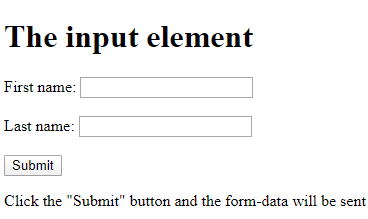 The input element
First name:
Last name:
Submit
Click the "Submit" button and the form-data will be sent